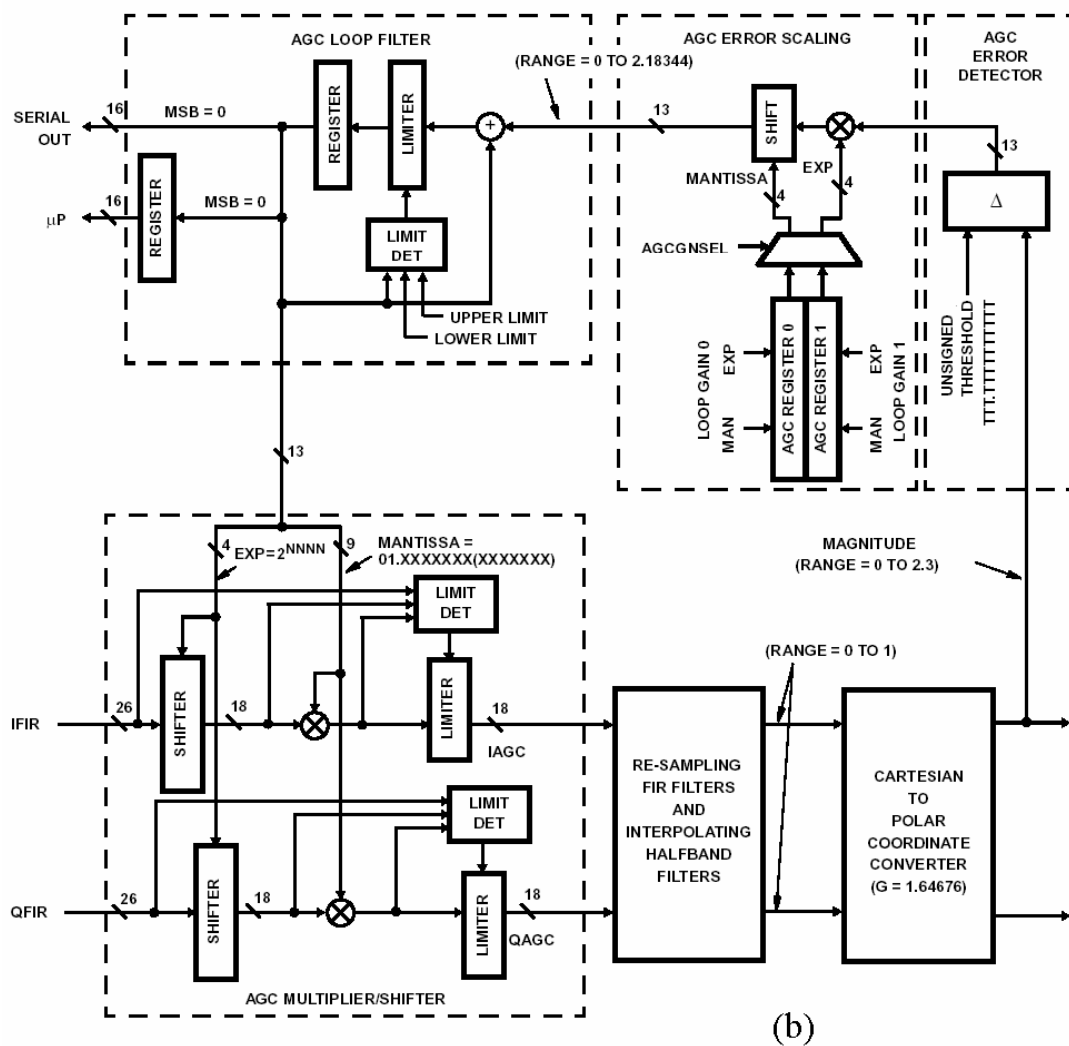 AGC LOOP FILTER
(RANGE = 0 TO 2.18344)
AGC ERROR SCALING
AGC
ERROR
DETECTOR
SERIAL
OUT
16
MSB = 0
REGISTER
LIMITER
+
13
SHIFT
EXP
MANTISSA
4
4
13
Δ
µP
16
REGISTER
MSB = 0
LIMIT
DET
AGCGNSEL
UPPER LIMIT
LOWER LIMIT
LOOP GAIN 0
MAN
EXP
AGC REGISTER 0
AGC REGISTER 1
MAN
EXP
LOOP GAIN 1
UNSIGNED
THRESHOLD
TTT.TTTTTTTTTT
13
4
EXP=2^NNNN
9
MANTISSA =
01.XXXXXXX(XXXXXXX)
MAGNITUDE
(RANGE = 0 TO 2.3)
LIMIT
DET
(RANGE = 0 TO 1)
IFIR
26
SHIFTER
18
LIMITER
18
IAGC
LIMIT
DET
QFIR
26
SHIFTER
18
LIMITER
18
QAGC
RE-SAMPLING
FIR FILTERS
AND
INTERPOLATING
HALFBAND
FILTERS
CARTESIAN
TO
POLAR
COORDINATE
CONVERTER
(G = 1.64676)
AGC MULTIPLIER/SHIFTER
(b)